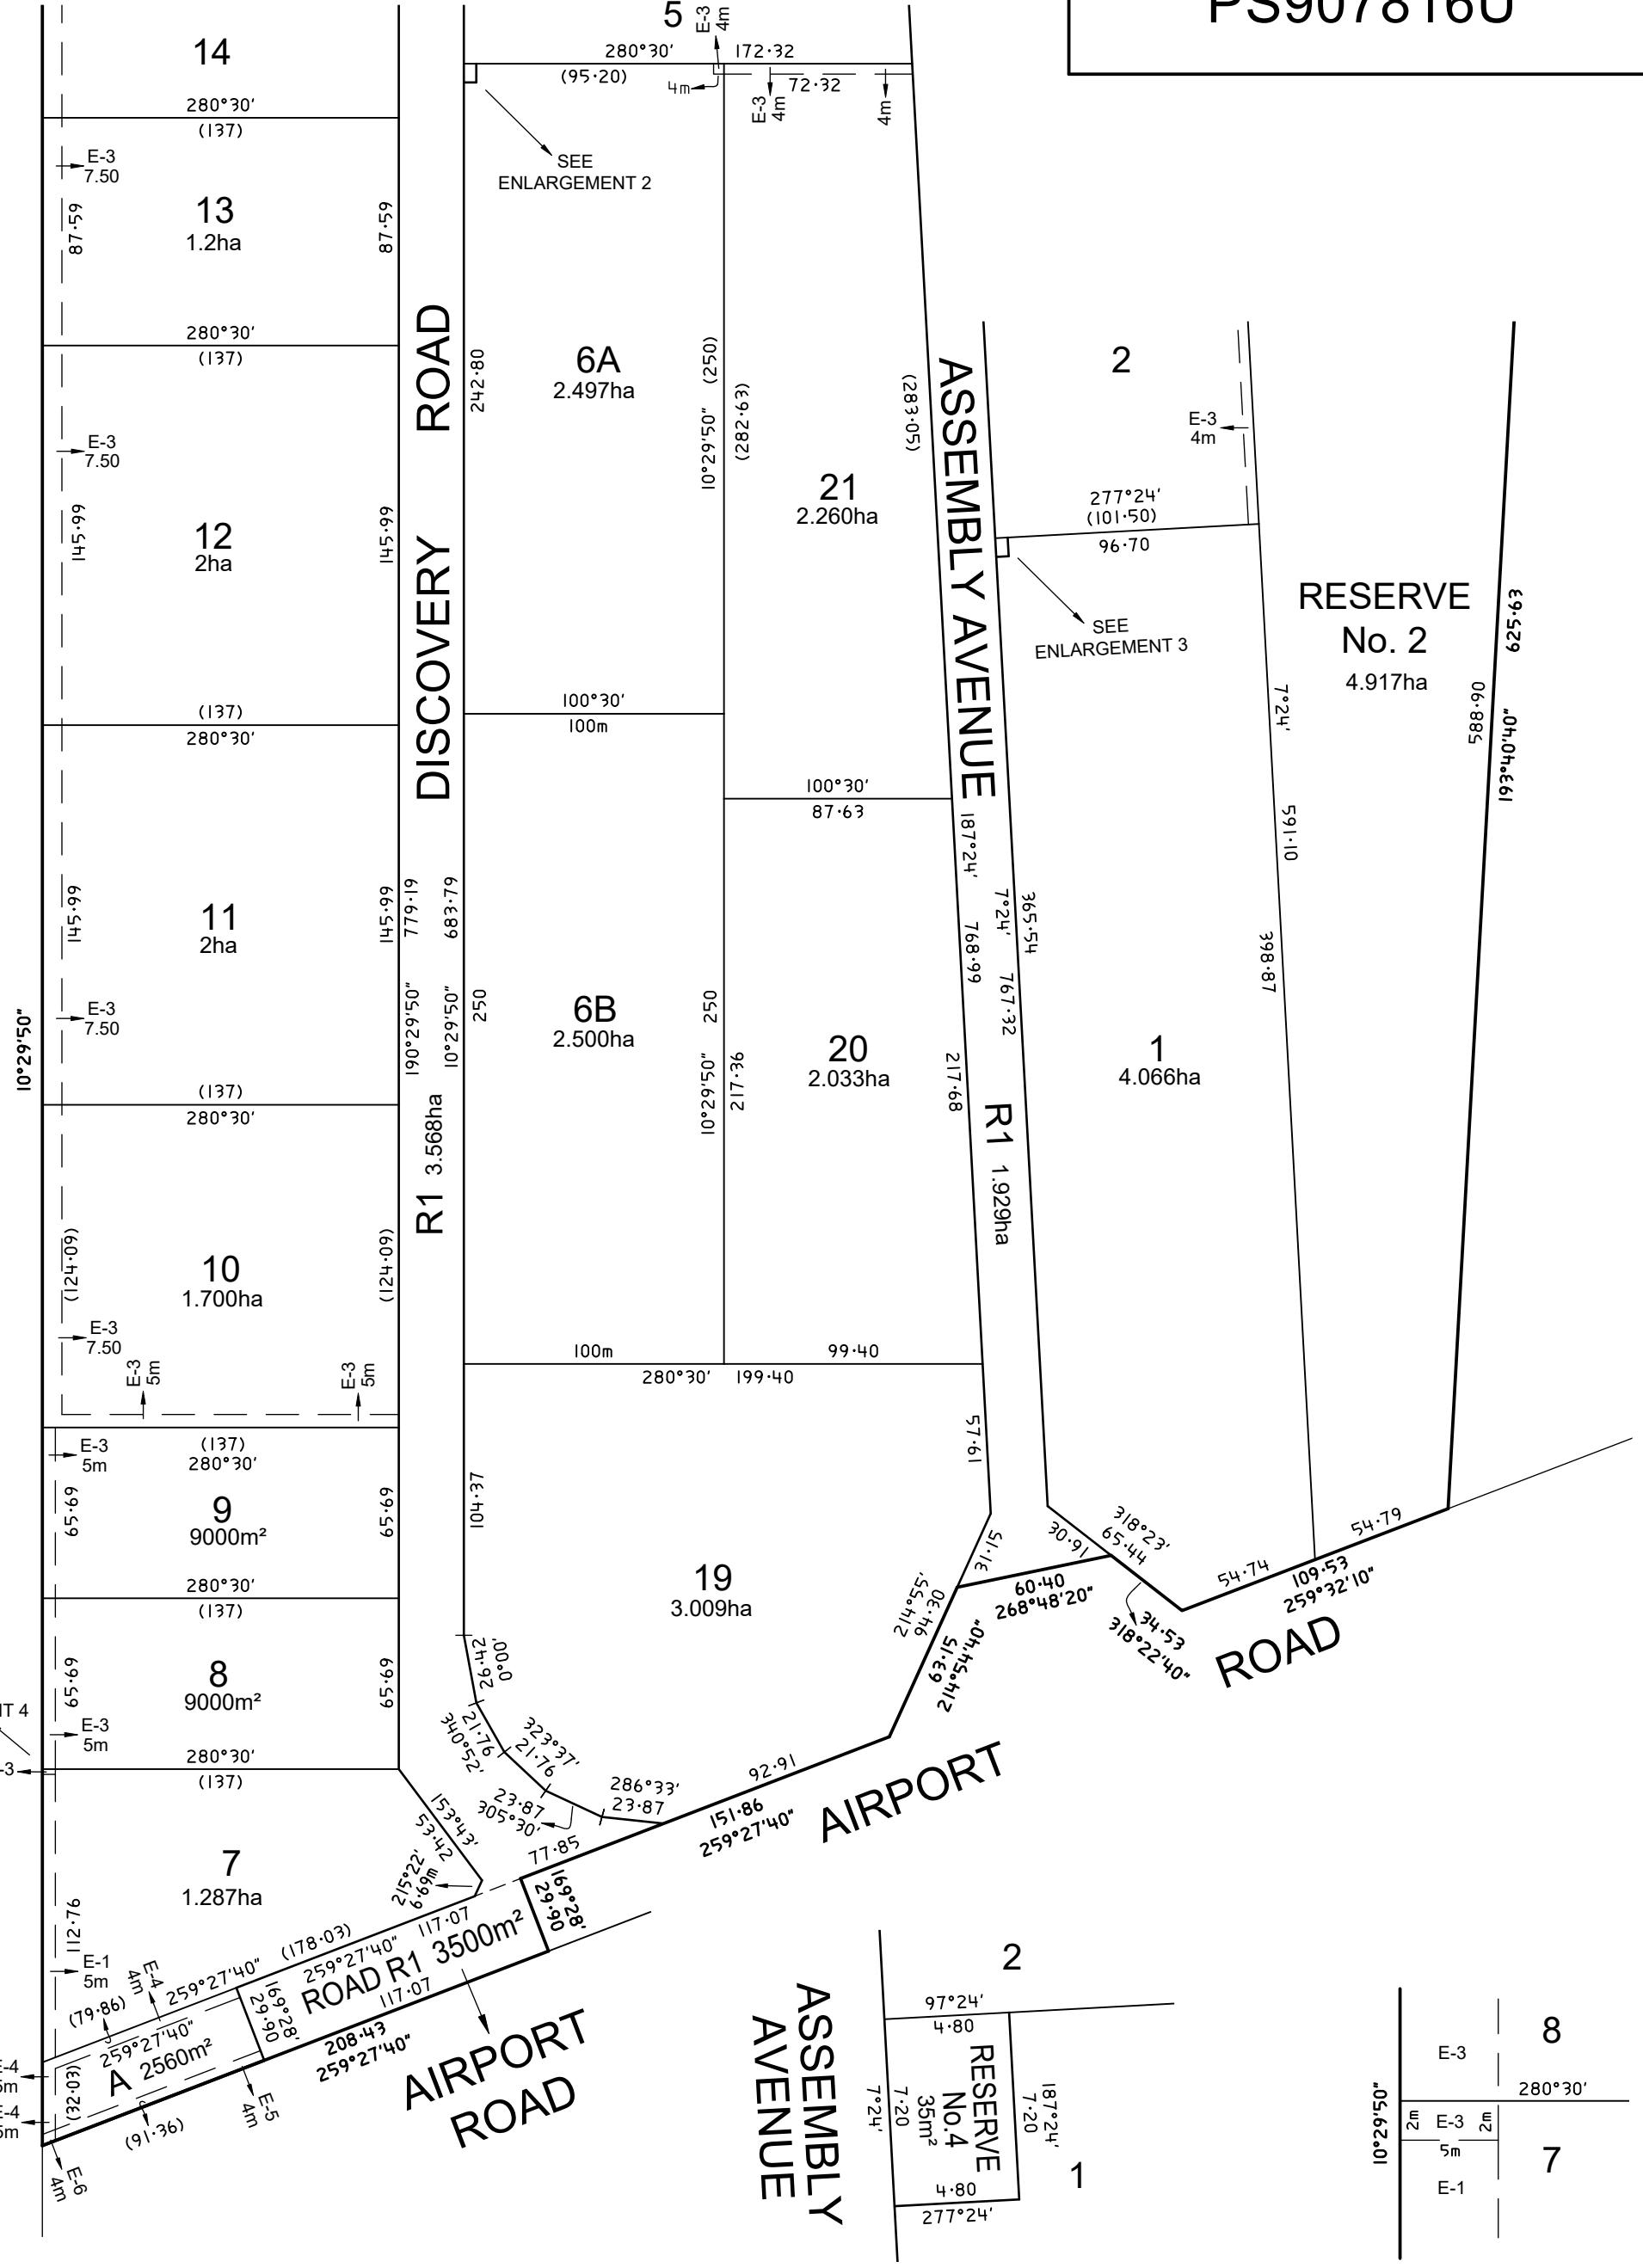 PS907816U
5
E-3
4m
280°30'
172·32
(95·20)
4m
72·32
E-3
4m
4m
SEE
ENLARGEMENT 2
14
280°30'
(137)
E-3
7.50
13
1.2ha
87·59
87·59
280°30'
(137)
E-3
7.50
12
2ha
145·99
145·99
(137)
280°30'
11
2ha
145·99
145·99
E-3
7.50
(137)
280°30'
10°29'50"
10
1.700ha
(124·09)
(124·09)
E-3
7.50
E-3
5m
E-3
5m
(137)
280°30'
E-3
5m
9
9000m²
65·69
65·69
280°30'
(137)
8
9000m²
65·69
65·69
E-3
5m
280°30'
(137)
IT 4
-3
7
1.287ha
112·76
E-1
5m
153°43'
53·42
215°22'
6·69m
DISCOVERY ROAD
779·19
190°29'50"
683·79
10°29'50"
R1 3.568ha
242·80
6A
2.497ha
10°29'50" (250)
(282·63)
21
2.260ha
(283·05)
100°30'
100m
100°30'
87·63
250
6B
2.500ha
10°29'50" 250
217·36
20
2.033ha
217·68
100m
99·40
280°30'
199·40
ASSEMBLY AVENUE
187°24'
768·99
7°24'
767·32
365·54
R1 1.929ha
2
E-3
4m
277°24'
(101·50)
96·70
SEE
ENLARGEMENT 3
RESERVE
No. 2
4.917ha
7°24'
591·10
398·87
588·90
625·63
193°40'40"
1
4.066ha
104·37
57·61
19
3.009ha
26·42
0°00'
21·76
340°52'
323°37'
21·76
23·87
305°30'
286°33'
23·87
77·85
92·91
151·86
259°27'40"
214°55'
94·30
31·15
63·15
214°54'40"
60·40
268°48'20"
30·91
318°23'
65·44
34·53
318°22'40"
54·74
54·79
109·53
259°32'10"
ROAD
AIRPORT
169°28'
29·90
(178·03)
117·07
259°27'40"
259°27'40"
ROAD R1 3500m²
117·07
169°28'
29·90
E-4
4m
(79·86)
259°27'40"
A 2560m²
208·43
259°27'40"
(32·03)
-4
5m
-4
5m
(91·36)
E-5
4m
E-6
4m
AIRPORT
ROAD
ASSEMBLY
AVENUE
2
97°24'
4·80
7°24'
7·20
RESERVE
No.4
35m²
187°24'
7·20
4·80
277°24'
1
10°29'50"
8
E-3
280°30'
2m
E-3
2m
5m
7
E-1